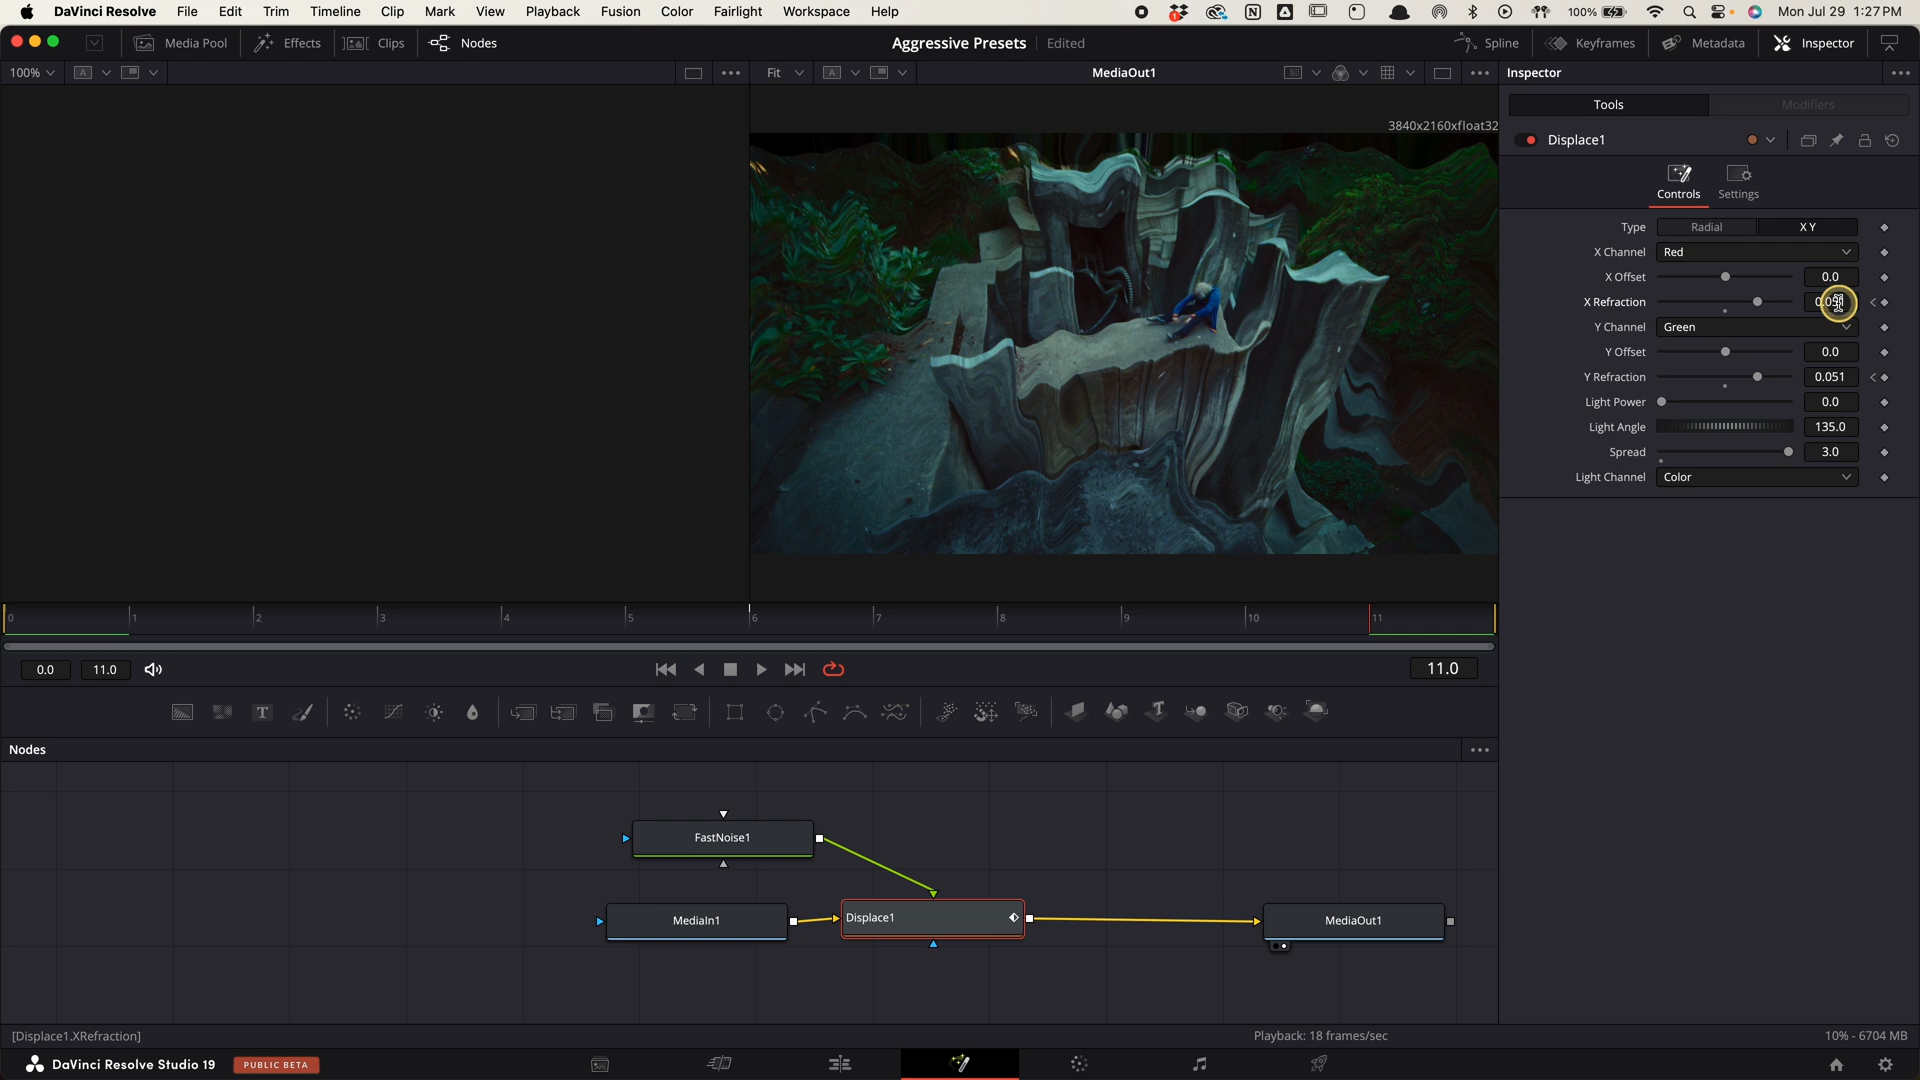 DaVinci Resolve File Edit Trim Timeline Clip Mark View Playback Fusion Color Fairlight Workspace Help 100% Mon Jul 29 1:27 PM
Media Pool Effects Clips Nodes Aggressive Presets Edited Spline Keyframes Metadata Inspector
100% A Fit A MediaOut1 Inspector
Tools Modifiers
3840x2160xfloat32
Displace1
Controls Settings
Type Radial X Y
X Channel Red
X Offset 0.0
X Refraction 0.051
Y Channel Green
Y Offset 0.0
Y Refraction 0.051
Light Power 0.0
Light Angle 135.0
Spread 3.0
Light Channel Color
0 1 2 3 4 5 6 7 8 9 10 11
0.0 11.0 11.0
T T
Nodes
FastNoise1
MediaIn1 Displace1 MediaOut1
[Displace1.XRefraction] Playback: 18 frames/sec 10% - 6704 MB
DaVinci Resolve Studio 19 PUBLIC BETA